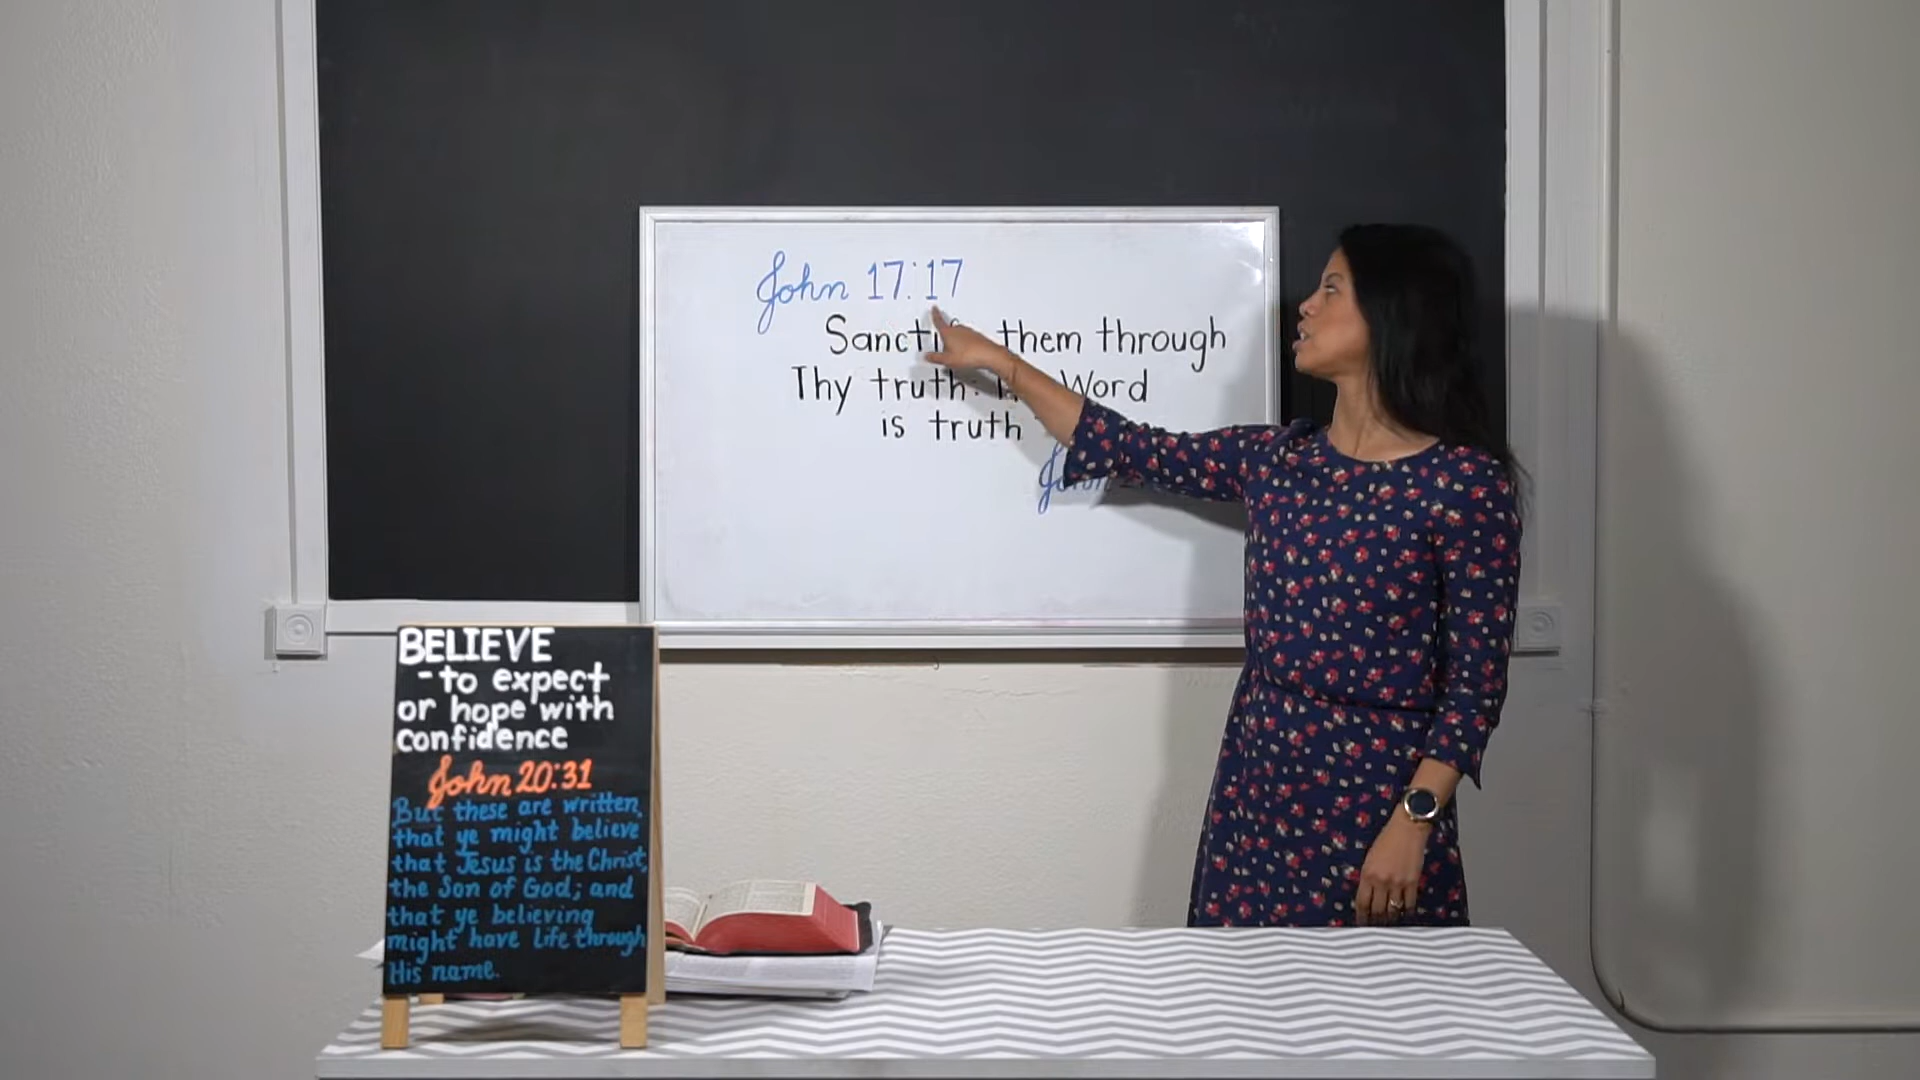 John 17:17
them through
Thy truth: Word
is truth
John
BELIEVE
- to expect
or hope with
confidence
John 20:31
But these are written,
that ye might believe
that Jesus is the Christ,
the Son of God; and
that ye believing
might have life through
His name.